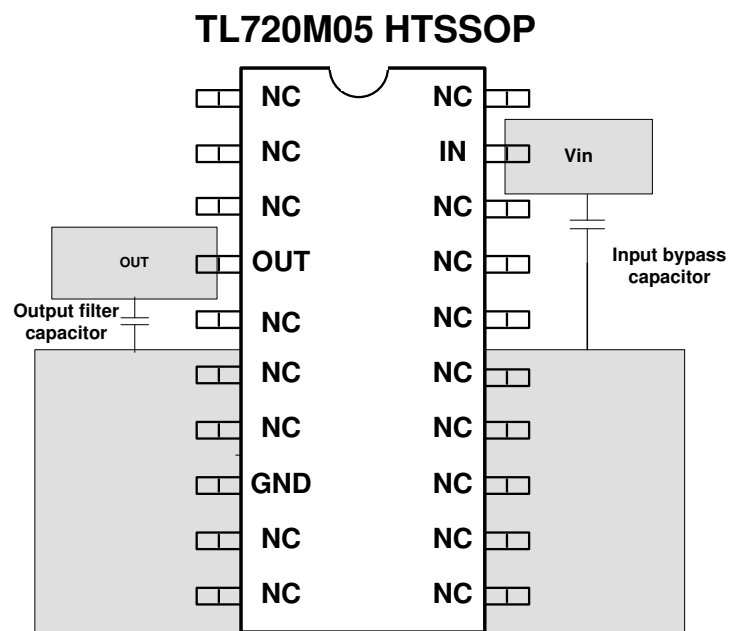 TL720M05 HTSSOP
NC NC
NC IN Vin
NC NC
OUT OUT NC
Input bypass
capacitor
Output filter
capacitor
NC NC
NC NC
NC NC
GND NC
NC NC
NC NC